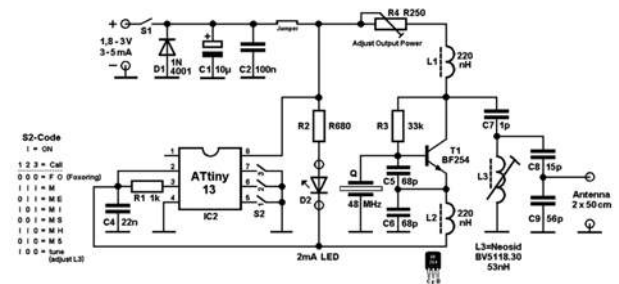 R4 R250
+
S1
Jumper
Adjust Output Power
1,8-3V
3-5mA
−
D1
1N
4001
C1 10µ
C2 100n
L1
220
nH
S2-Code
I = ON
1 2 3 = Call
0 0 0 = F O (Foxoring)
I I I = M
0 I I = M E
I 0 I = M I
0 0 I = M S
I I 0 = M H
0 I 0 = M 5
I 0 0 = tune
(adjust L3)
R2 R680
R3 33k
T1
BF254
C7 1p
1
2
3
4
8
7
6
5
ATtiny
13
IC2
3
2
1
S2
R1 1k
C4 22n
D2
2mA LED
Q
48 MHz
C5 68p
C6 68p
L2
220
nH
L3
C8 15p
C9 56p
Antenna
2 x 50 cm
L3=Neosid
BV5118.30
53nH
C B E